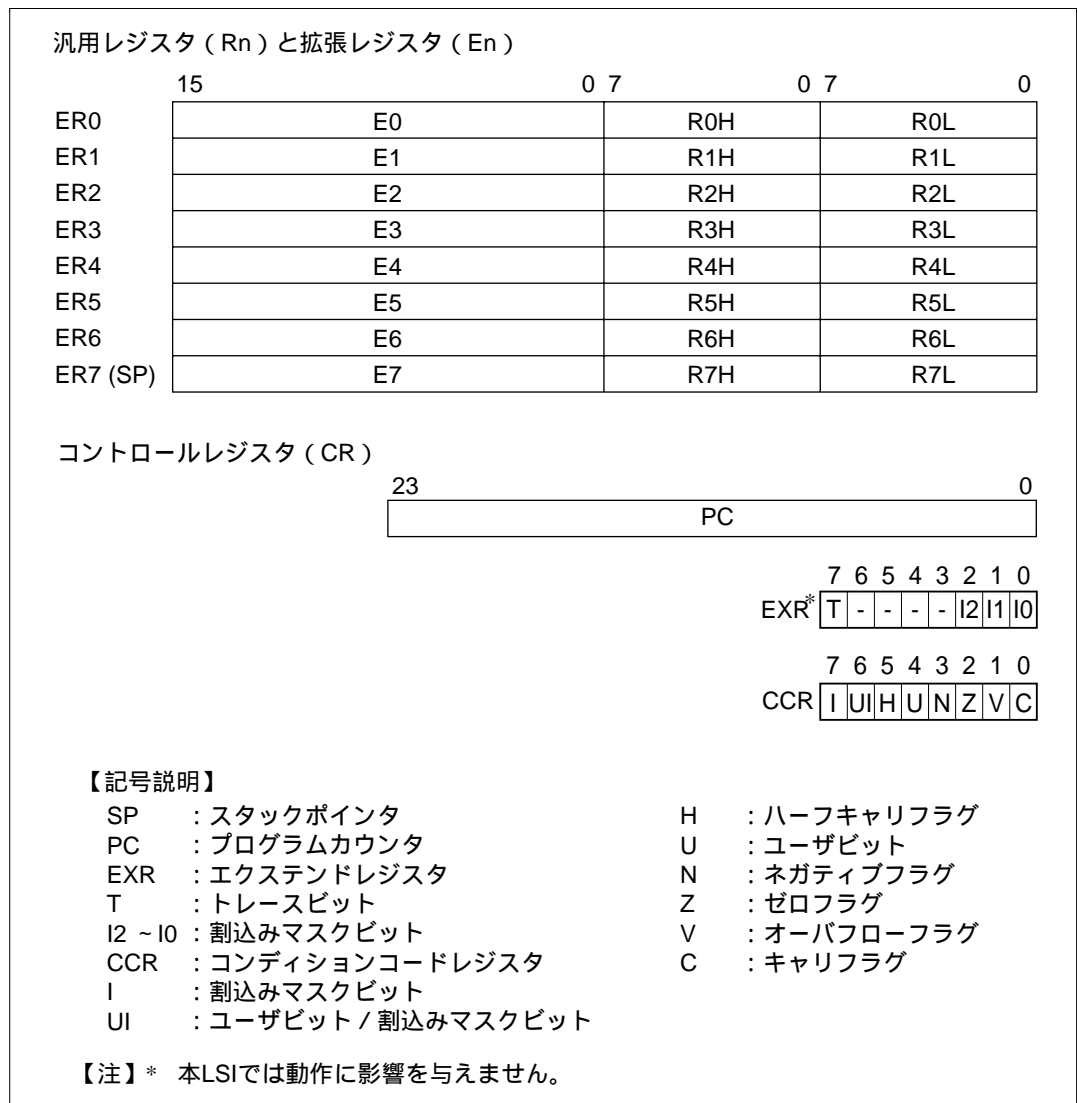 汎用レジスタ（Rn）と拡張レジスタ（En）
15 0 7 0 7 0
ER0 E0 R0H R0L
ER1 E1 R1H R1L
ER2 E2 R2H R2L
ER3 E3 R3H R3L
ER4 E4 R4H R4L
ER5 E5 R5H R5L
ER6 E6 R6H R6L
ER7 (SP) E7 R7H R7L
コントロールレジスタ（CR）
23 0
PC
7 6 5 4 3 2 1 0
EXR* T - - - - I2 I1 I0
7 6 5 4 3 2 1 0
CCR I UI H U N Z V C
【記号説明】
SP ：スタックポインタ
PC ：プログラムカウンタ
EXR ：エクステンドレジスタ
T ：トレースビット
I2 ~ I0 ：割込みマスクビット
CCR ：コンディションコードレジスタ
I ：割込みマスクビット
UI ：ユーザビット / 割込みマスクビット
H ：ハーフキャリフラグ
U ：ユーザビット
N ：ネガティブフラグ
Z ：ゼロフラグ
V ：オーバフローフラグ
C ：キャリフラグ
【注】* 本LSIでは動作に影響を与えません。